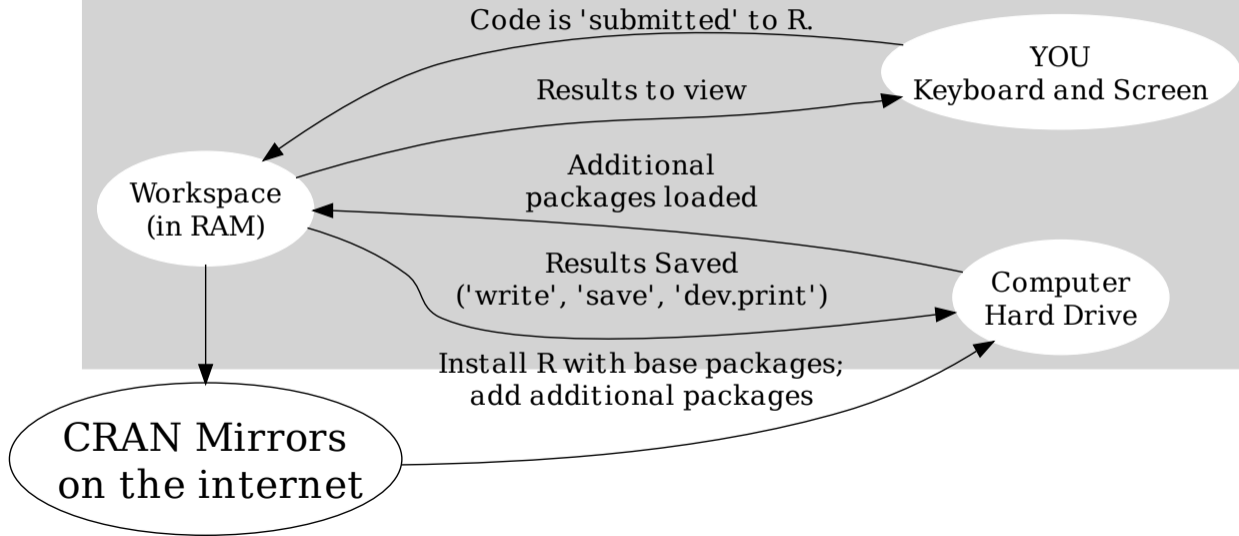 Code is 'submitted' to R.
YOU
Keyboard and Screen
Results to view
Additional
packages loaded
Workspace
(in RAM)
Results Saved
('write', 'save', 'dev.print')
Computer
Hard Drive
Install R with base packages;
add additional packages
CRAN Mirrors
on the internet